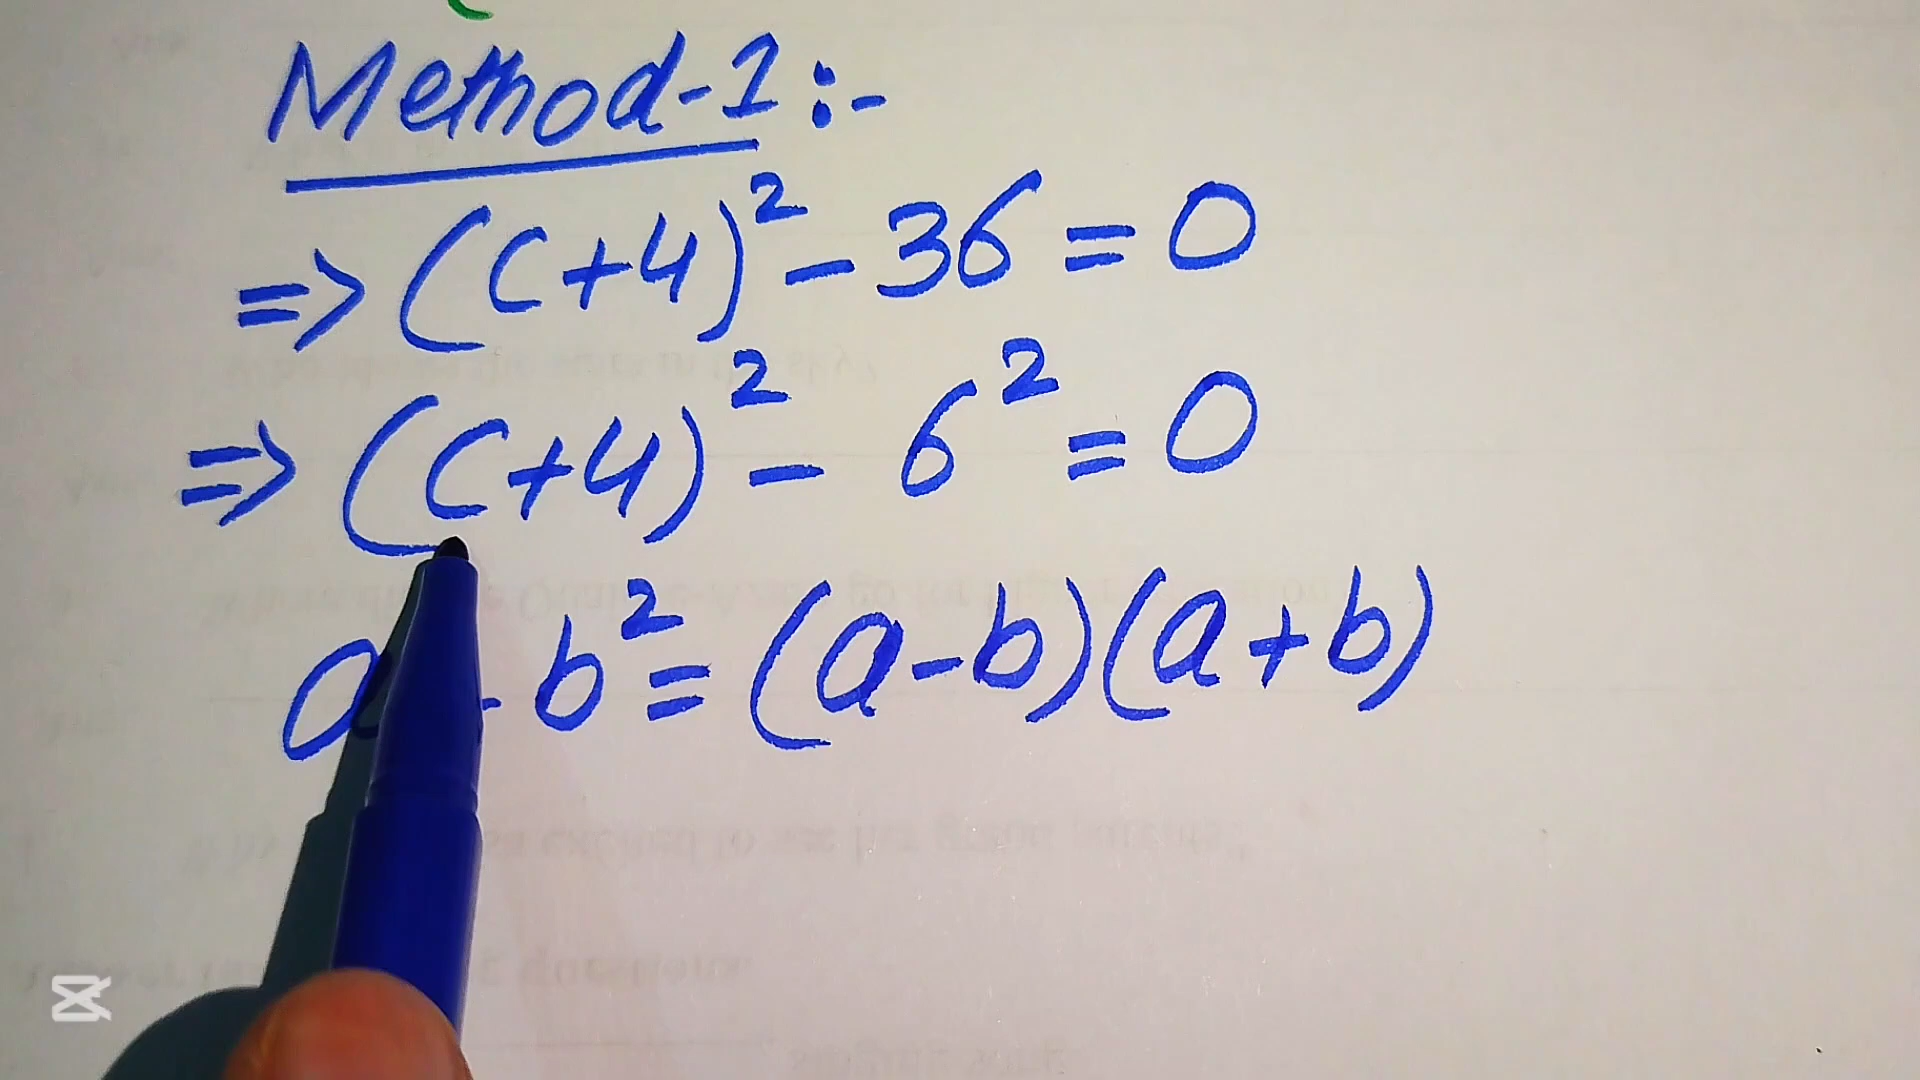 Method-1:-
=> (c+4)² - 36 = 0
=> (c+4)² - 6² = 0
a - b² = (a-b)(a+b)